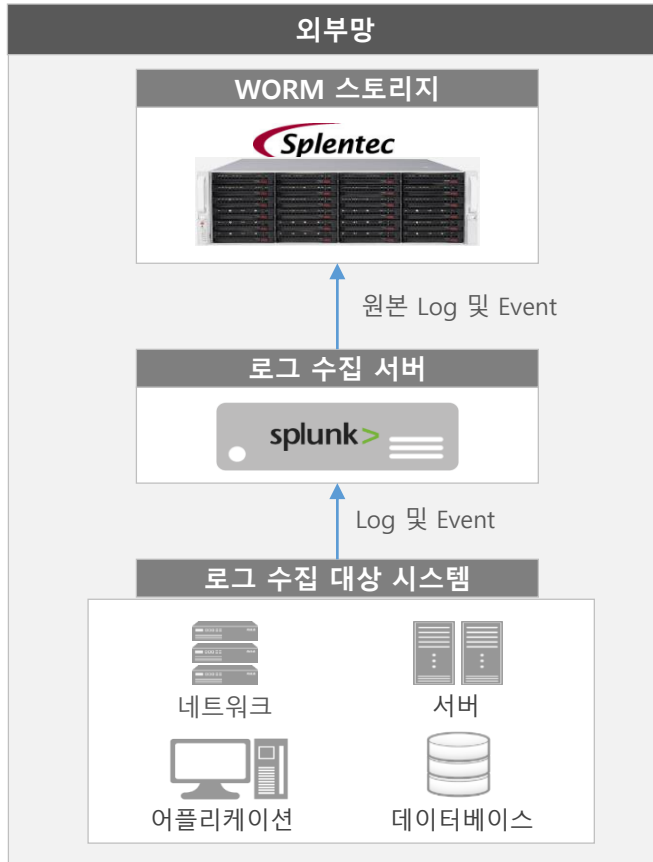 외부망
WORM 스토리지
Splentec
원본 Log 및 Event
로그 수집 서버
splunk>
Log 및 Event
로그 수집 대상 시스템
네트워크
서버
어플리케이션
데이터베이스